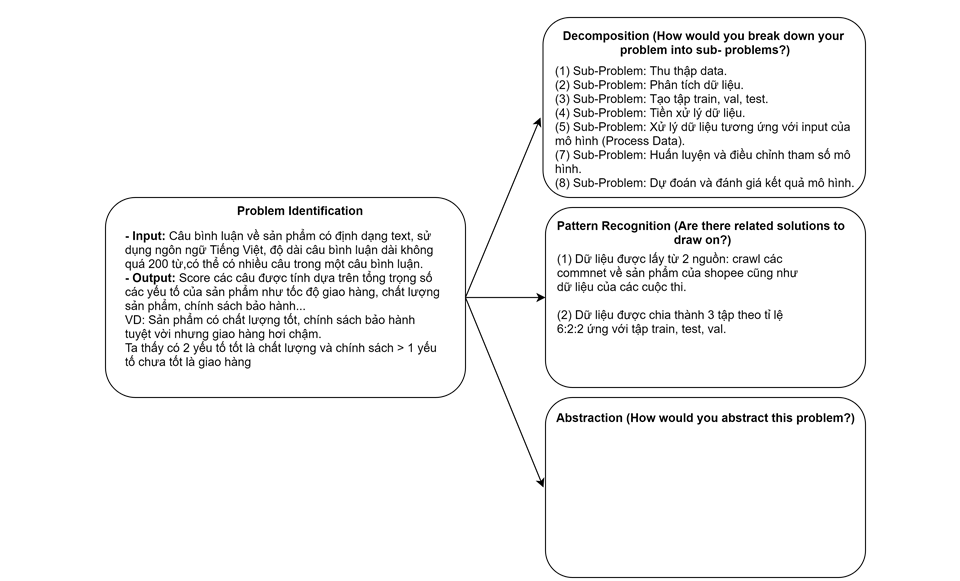 Problem Identification
- Input: Câu bình luận về sản phẩm có định dạng text, sử
dụng ngôn ngữ Tiếng Việt, độ dài câu bình luận dài không
quá 200 từ,có thể có nhiều câu trong một câu bình luận.
- Output: Score các câu được tính dựa trên tổng trọng số
các yếu tố của sản phẩm như tốc độ giao hàng, chất lượng
sản phẩm, chính sách bảo hành...
VD: Sản phẩm có chất lượng tốt, chính sách bảo hành
tuyệt vời nhưng giao hàng hơi chậm.
Ta thấy có 2 yếu tố tốt là chất lượng và chính sách > 1 yếu
tố chưa tốt là giao hàng
Decomposition (How would you break down your
problem into sub- problems?)
(1) Sub-Problem: Thu thập data.
(2) Sub-Problem: Phân tích dữ liệu.
(3) Sub-Problem: Tạo tập train, val, test.
(4) Sub-Problem: Tiền xử lý dữ liệu.
(5) Sub-Problem: Xử lý dữ liệu tương ứng với input của
mô hình (Process Data).
(7) Sub-Problem: Huấn luyện và điều chỉnh tham số mô
hình.
(8) Sub-Problem: Dự đoán và đánh giá kết quả mô hình.
Pattern Recognition (Are there related solutions to
draw on?)
(1) Dữ liệu được lấy từ 2 nguồn: crawl các
commnet về sản phẩm của shopee cũng như
dữ liệu của các cuộc thi.
(2) Dữ liệu được chia thành 3 tập theo tỉ lệ
6:2:2 ứng với tập train, test, val.
Abstraction (How would you abstract this problem?)